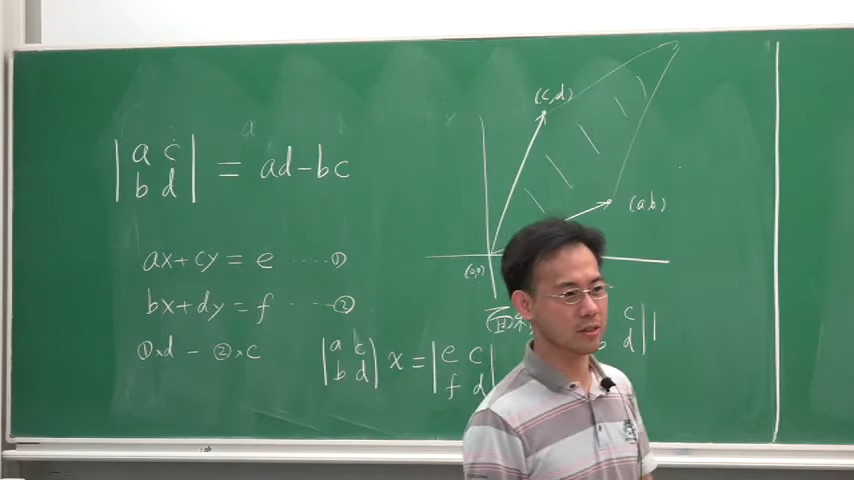 |a c|
|b d| = ad-bc
a
ax+cy = e ‥‥①
bx+dy = f ‥‥②
①×d - ②×c
|a c|
|b d| x = |e c|
|f d|
(c,d)
(a,b)
(0,0)
面積
c
b d| |